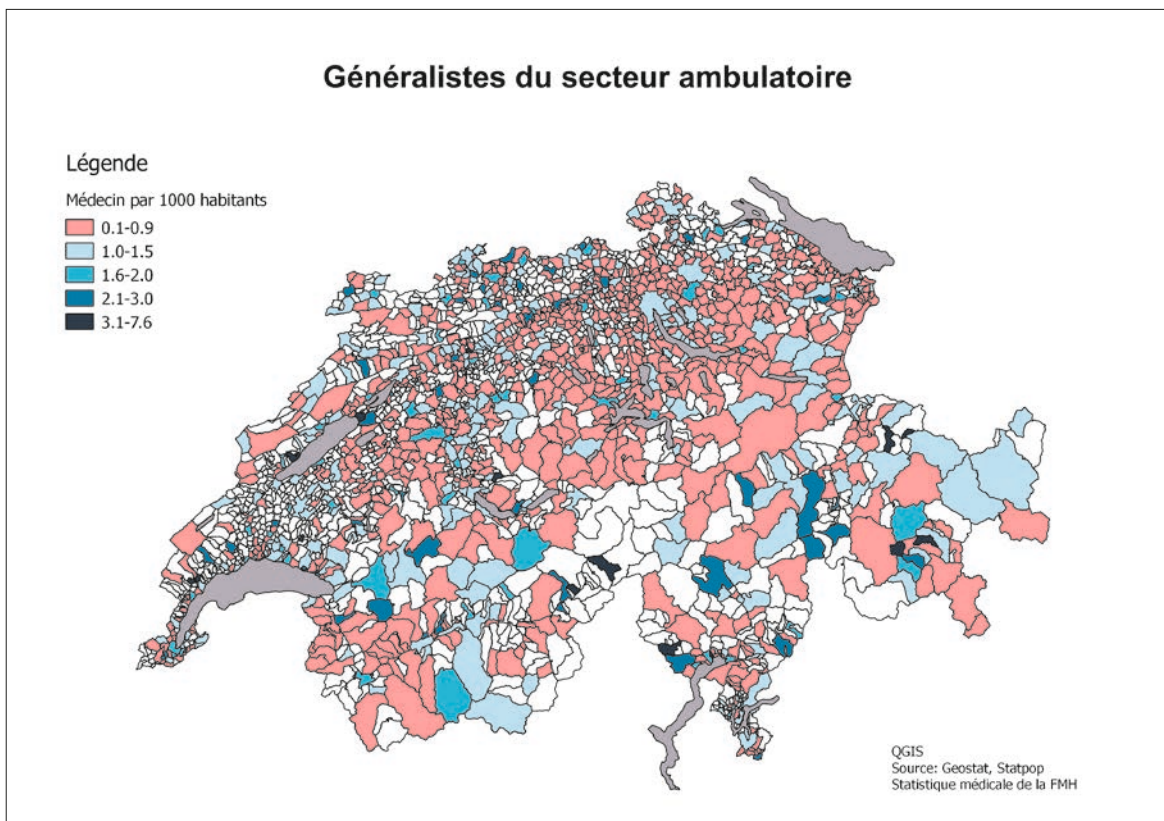 Généralistes du secteur ambulatoire
Légende
Médecin par 1000 habitants
0.1-0.9
1.0-1.5
1.6-2.0
2.1-3.0
3.1-7.6
QGIS
Source: Geostat, Statpop
Statistique médicale de la FMH